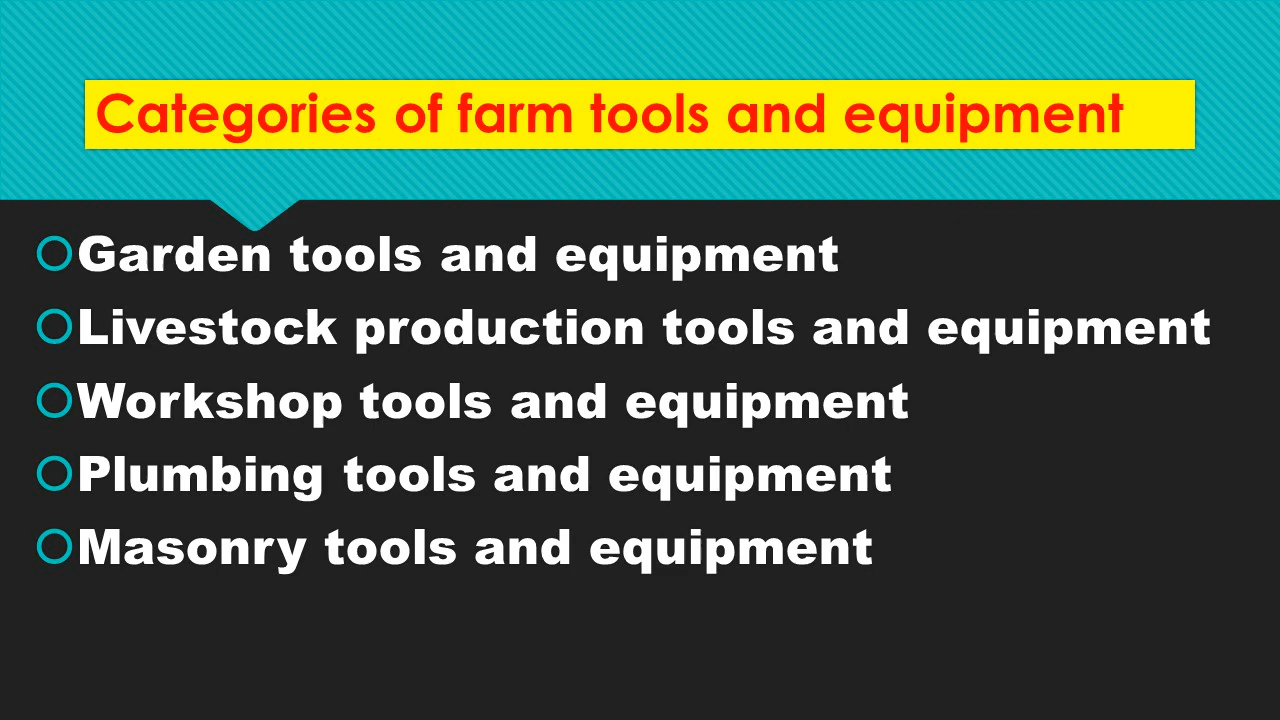 Categories of farm tools and equipment
Garden tools and equipment
Livestock production tools and equipment
Workshop tools and equipment
Plumbing tools and equipment
Masonry tools and equipment